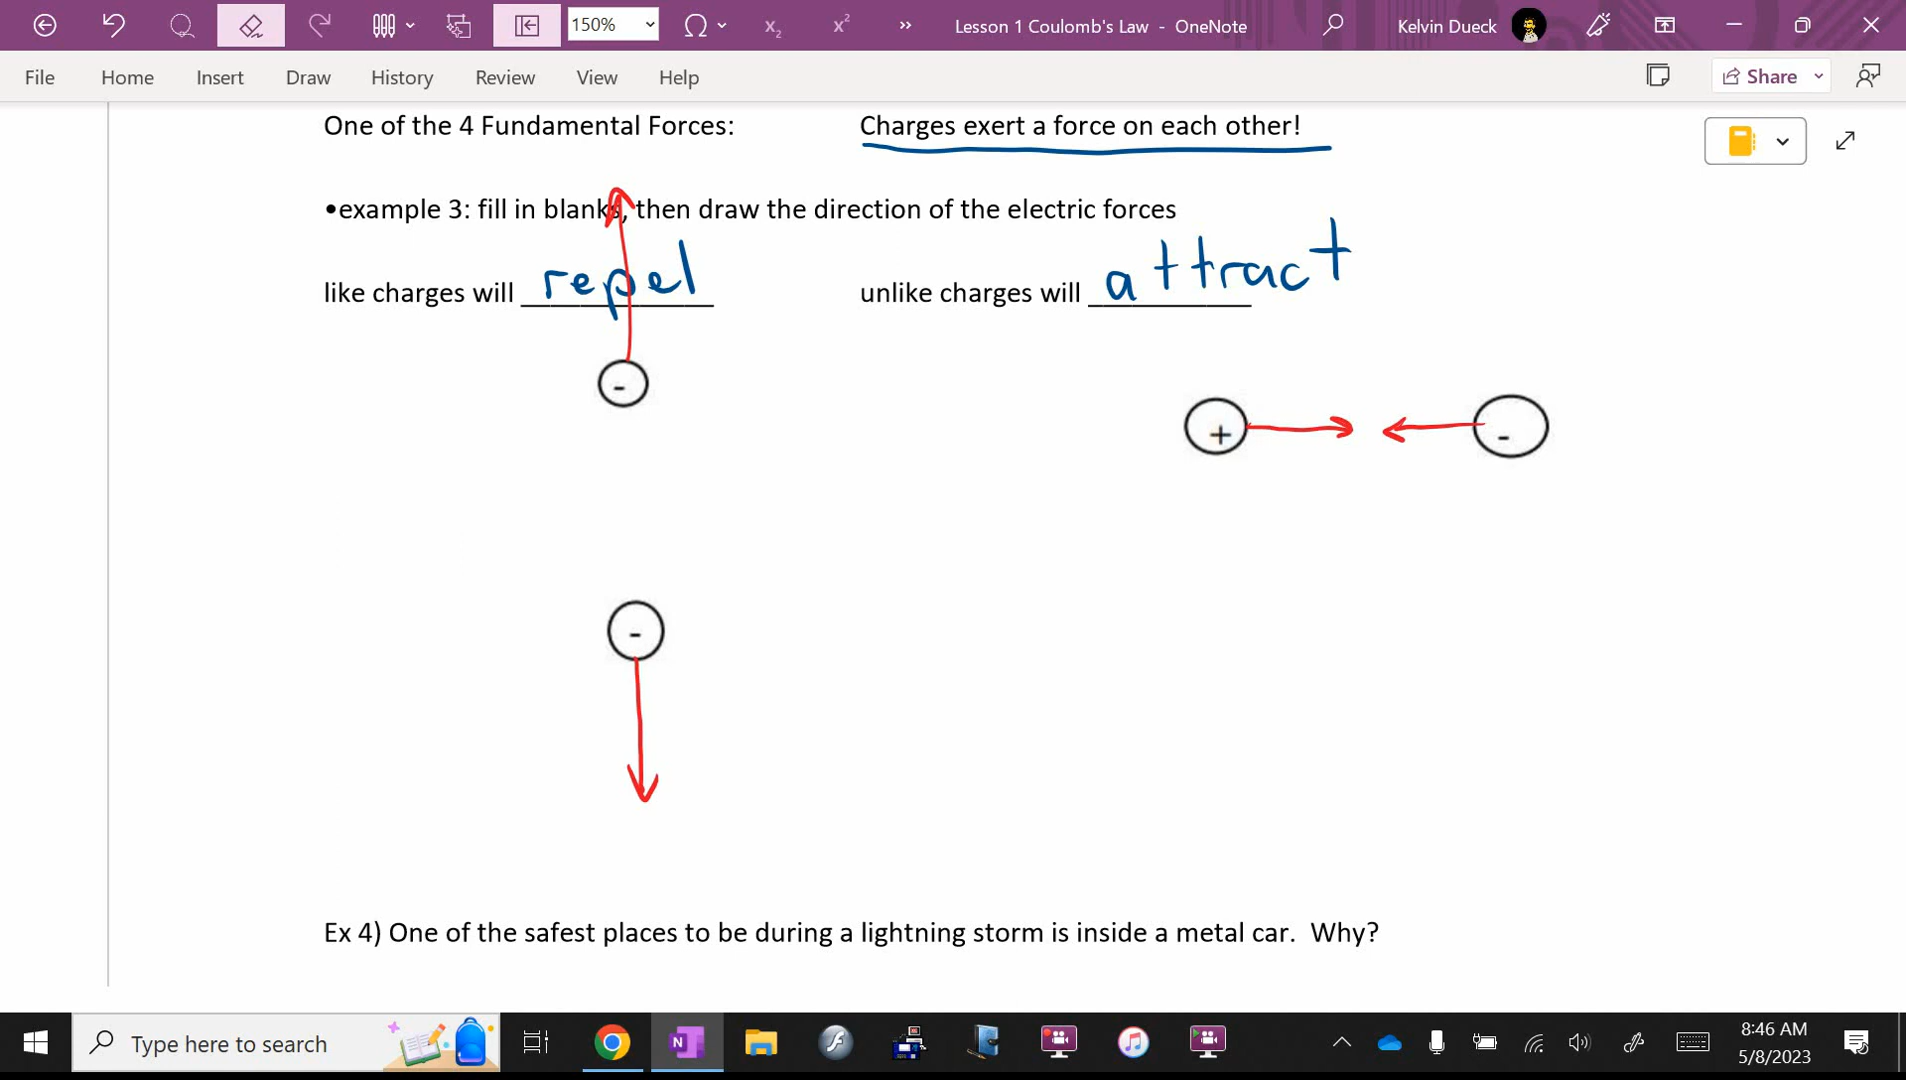 150%
x₂
x²
»
Lesson 1 Coulomb's Law - OneNote
Kelvin Dueck
File Home Insert Draw History Review View Help
Share
One of the 4 Fundamental Forces: Charges exert a force on each other!
•example 3: fill in blanks, then draw the direction of the electric forces
like charges will repel unlike charges will attract
-
+ -
-
Ex 4) One of the safest places to be during a lightning storm is inside a metal car. Why?
Type here to search
8:46 AM
5/8/2023